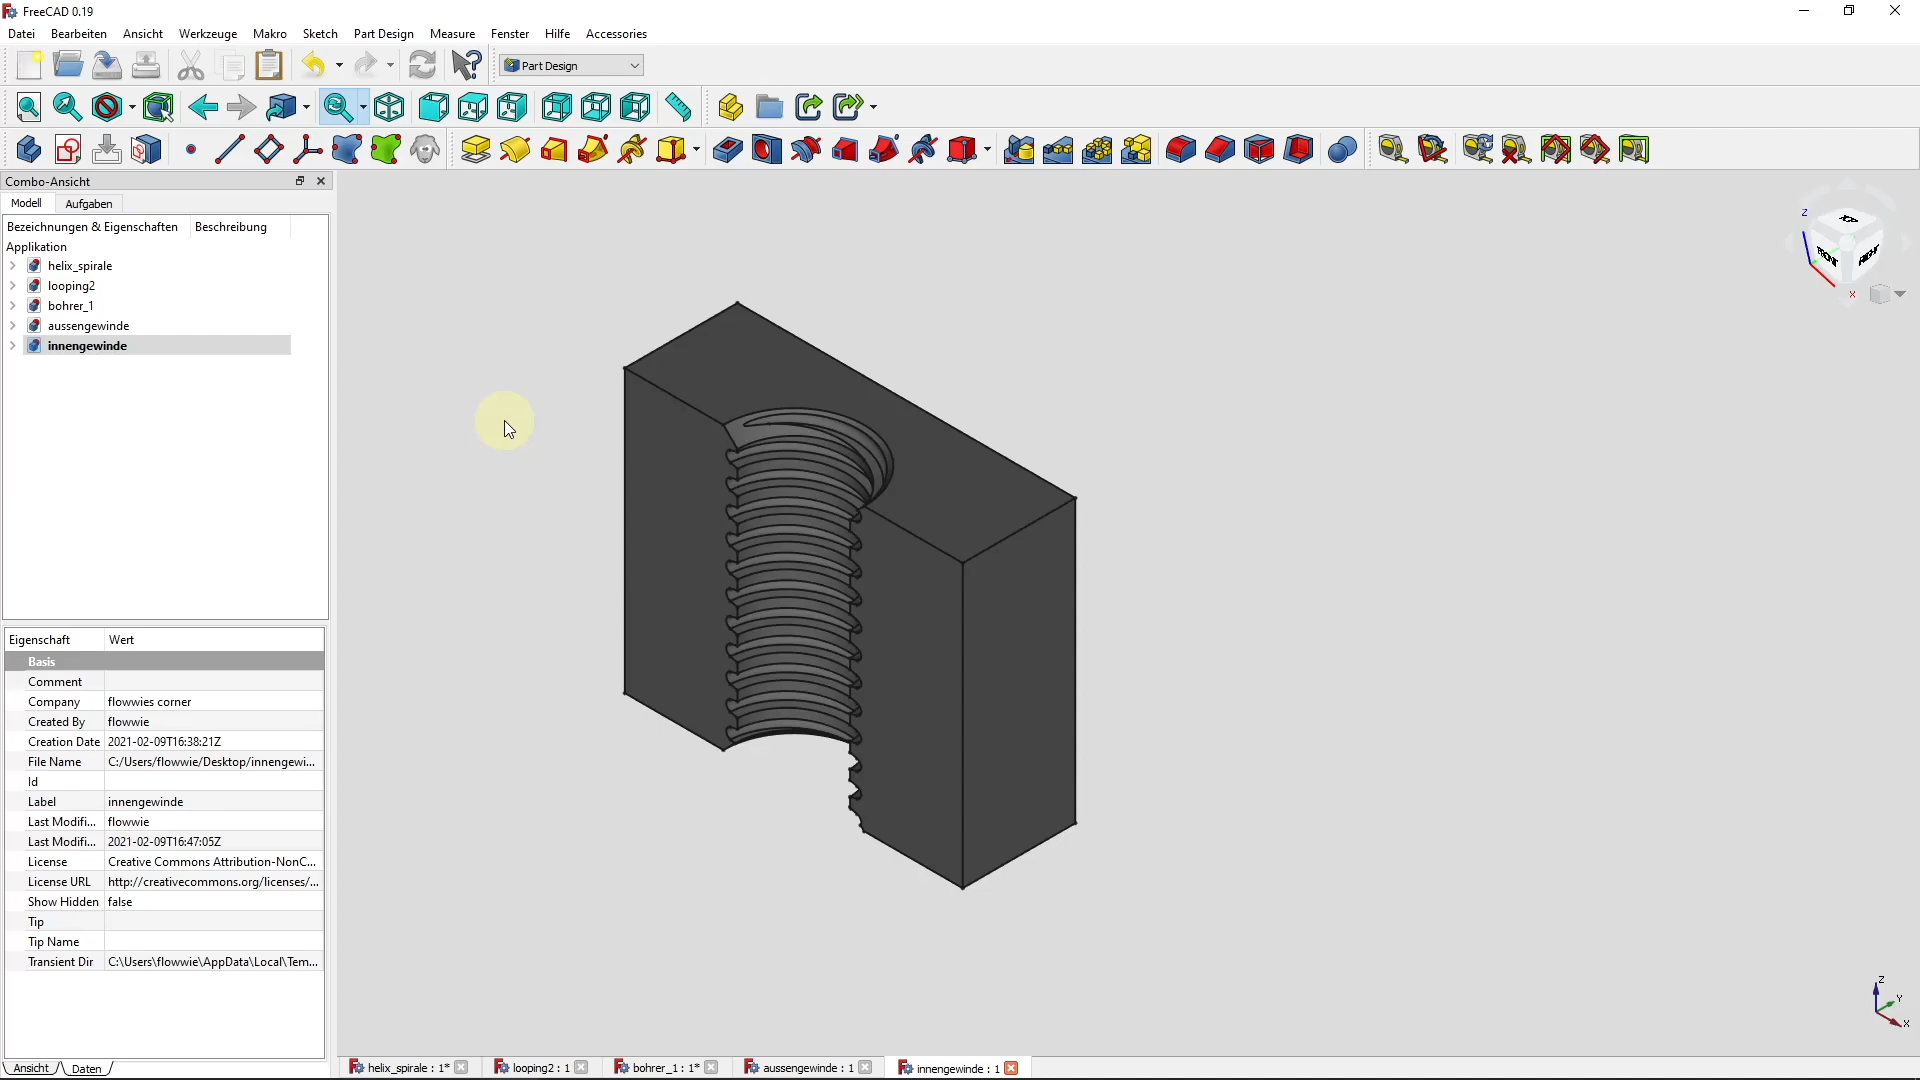 FreeCAD 0.19
Datei Bearbeiten Ansicht Werkzeuge Makro Sketch Part Design Measure Fenster Hilfe Accessories
Part Design
Combo-Ansicht
Modell Aufgaben
Bezeichnungen & Eigenschaften Beschreibung
Applikation
helix_spirale
looping2
bohrer_1
aussengewinde
innengewinde
Eigenschaft Wert
Basis
Comment
Company flowwies corner
Created By flowwie
Creation Date 2021-02-09T16:38:21Z
File Name C:/Users/flowwie/Desktop/innengewi...
Id
Label innengewinde
Last Modifi... flowwie
Last Modifi... 2021-02-09T16:47:05Z
License Creative Commons Attribution-NonC...
License URL http://creativecommons.org/licenses/...
Show Hidden false
Tip
Tip Name
Transient Dir C:\Users\flowwie\AppData\Local\Tem...
Ansicht Daten
helix_spirale : 1* looping2 : 1 bohrer_1 : 1* aussengewinde : 1 innengewinde : 1
Z
TOP
FRONT RIGHT
X
Z
Y
X